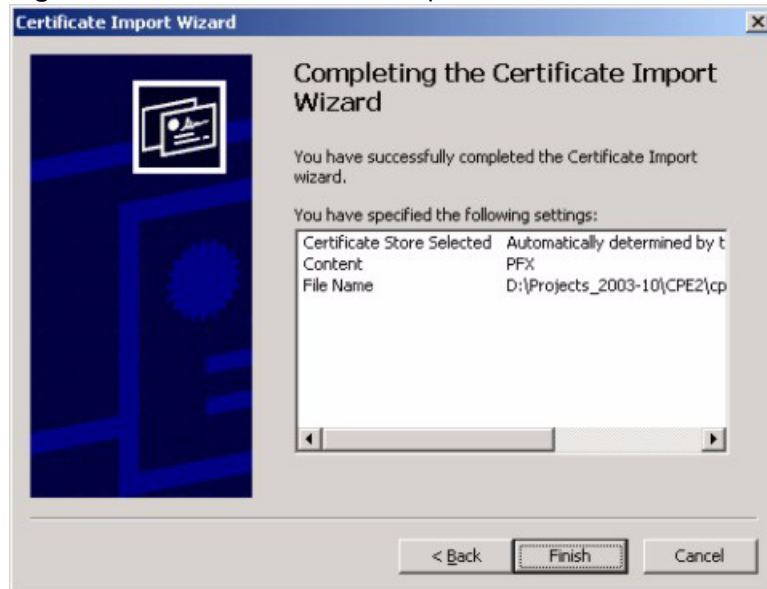 Certificate Import Wizard
Completing the Certificate Import
Wizard
You have successfully completed the Certificate Import
wizard.
You have specified the following settings:
Certificate Store Selected Automatically determined by t
Content PFX
File Name D:\Projects_2003-10\CPE2\cp
< Back Finish Cancel